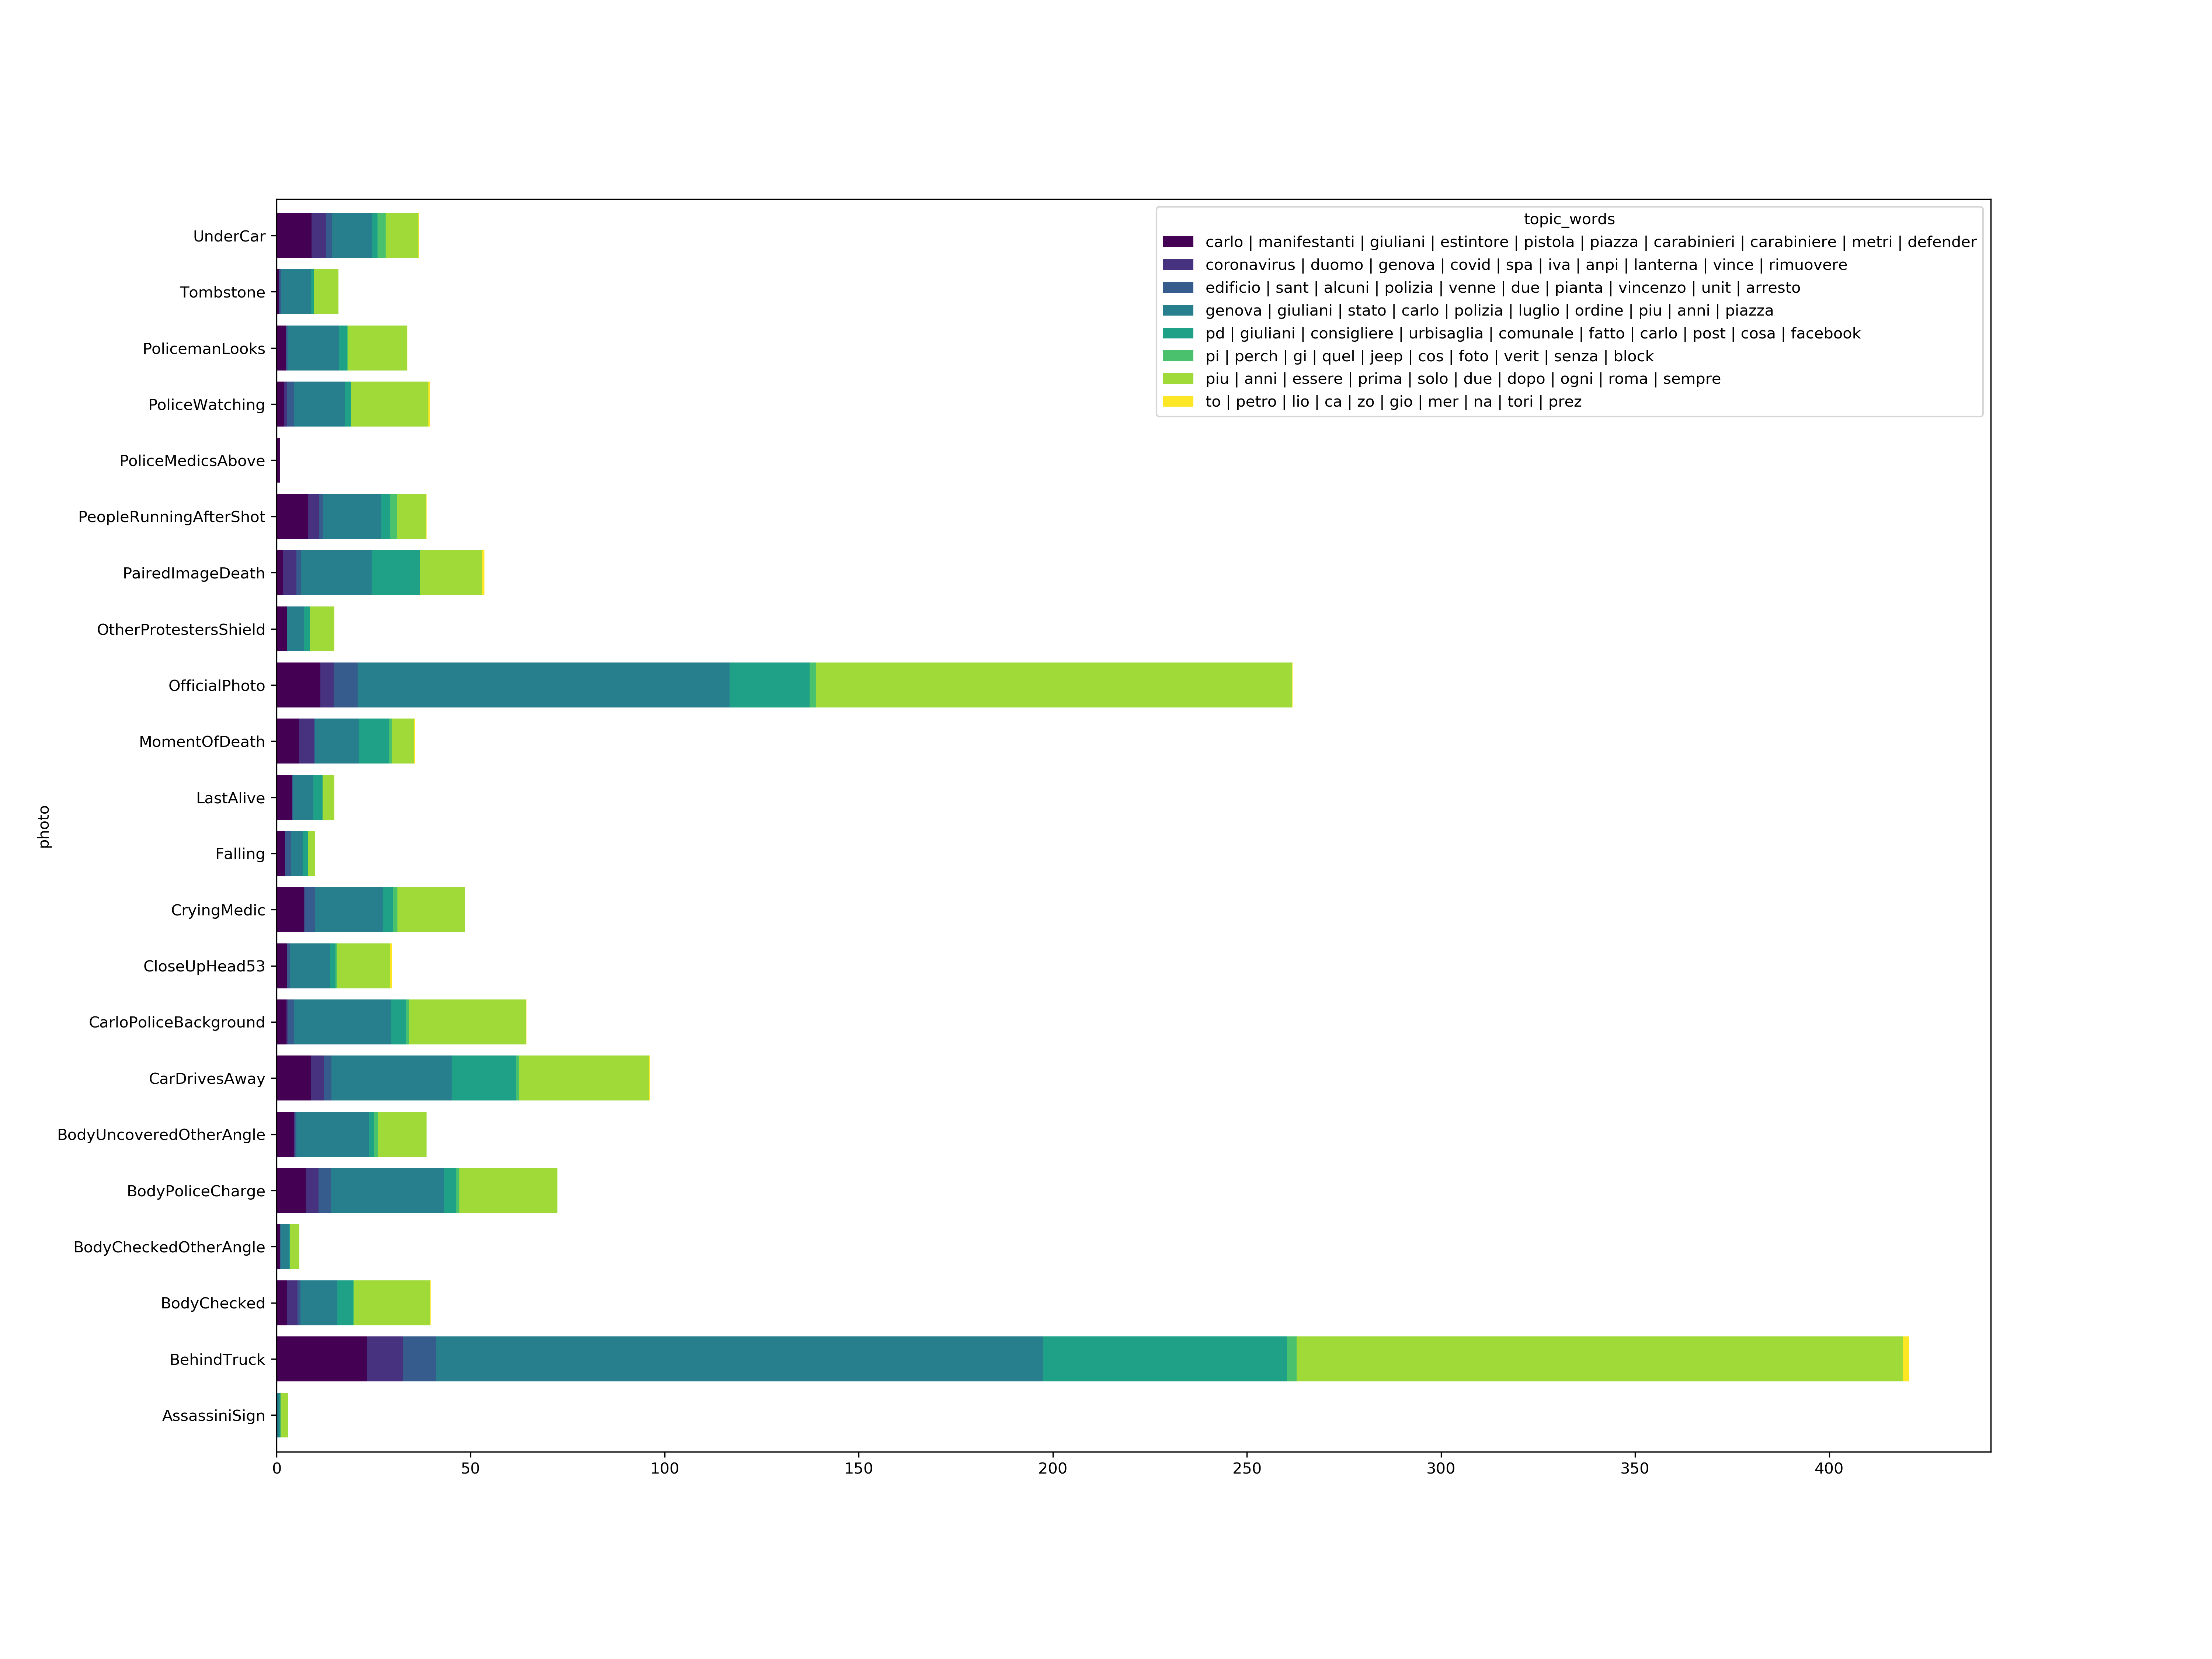 topic_words
carlo | manifestanti | giuliani | estintore | pistola | piazza | carabinieri | carabiniere | metri | defender
coronavirus | duomo | genova | covid | spa | iva | anpi | lanterna | vince | rimuovere
edificio | sant | alcuni | polizia | venne | due | pianta | vincenzo | unit | arresto
genova | giuliani | stato | carlo | polizia | luglio | ordine | piu | anni | piazza
pd | giuliani | consigliere | urbisaglia | comunale | fatto | carlo | post | cosa | facebook
pi | perch | gi | quel | jeep | cos | foto | verit | senza | block
piu | anni | essere | prima | solo | due | dopo | ogni | roma | sempre
to | petro | lio | ca | zo | gio | mer | na | tori | prez
UnderCar
Tombstone
PolicemanLooks
PoliceWatching
PoliceMedicsAbove
PeopleRunningAfterShot
PairedImageDeath
OtherProtestersShield
OfficialPhoto
MomentOfDeath
LastAlive
Falling
CryingMedic
CloseUpHead53
CarloPoliceBackground
CarDrivesAway
BodyUncoveredOtherAngle
BodyPoliceCharge
BodyCheckedOtherAngle
BodyChecked
BehindTruck
AssassiniSign
photo
0 50 100 150 200 250 300 350 400